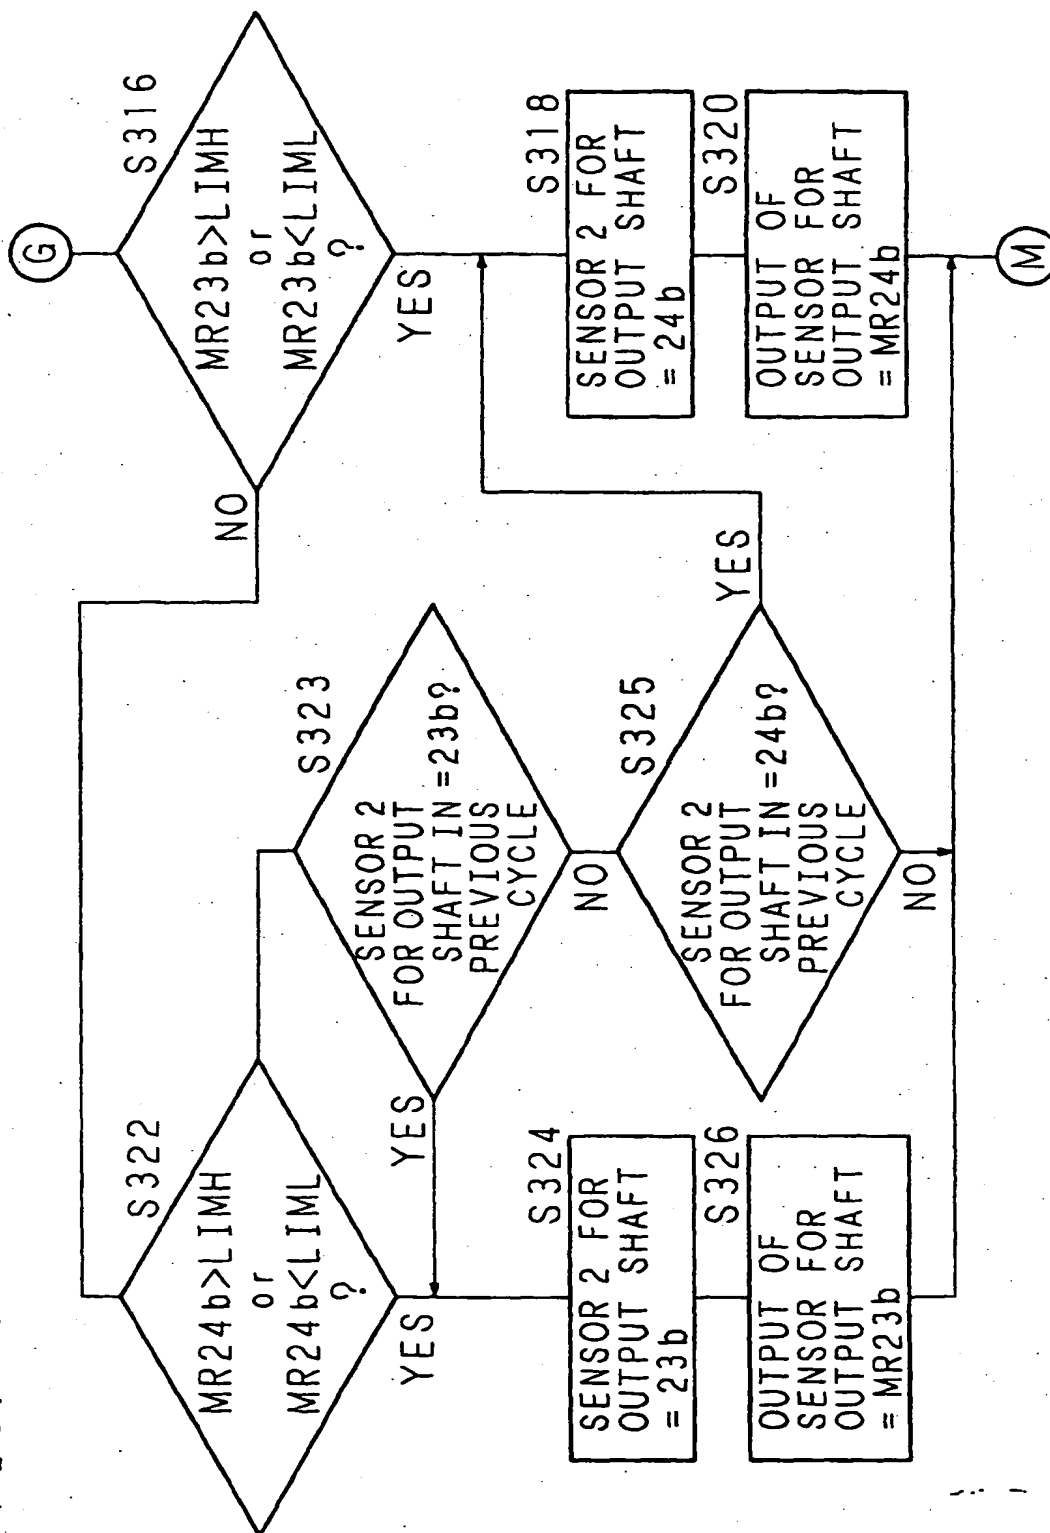 G
S316
MR23b>LIMH
or
MR23b<LIML
?
YES
NO
S318
SENSOR 2 FOR
OUTPUT SHAFT
= 24b
S320
OUTPUT OF
SENSOR FOR
OUTPUT SHAFT
= MR24b
M
S322
MR24b>LIMH
or
MR24b<LIML
?
YES
S323
SENSOR 2
FOR OUTPUT
SHAFT IN =23b?
PREVIOUS
CYCLE
YES
NO
S325
SENSOR 2
FOR OUTPUT
SHAFT IN =24b?
PREVIOUS
CYCLE
YES
NO
S324
SENSOR 2 FOR
OUTPUT SHAFT
= 23b
S326
OUTPUT OF
SENSOR FOR
OUTPUT SHAFT
= MR23b